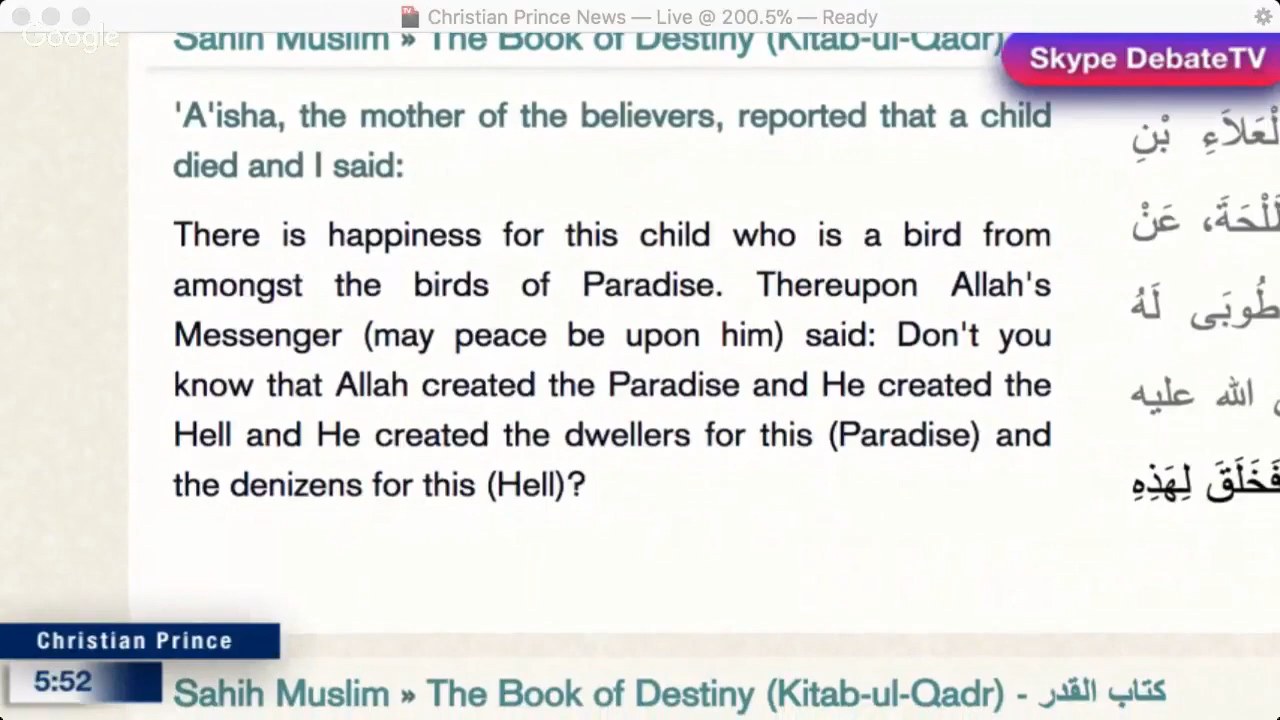 Christian Prince News — Live @ 200.5% — Ready
Google
Sahih Muslim » The Book of Destiny (Kitab-ul-Qadr)
Skype DebateTV
'A'isha, the mother of the believers, reported that a child
died and I said:
There is happiness for this child who is a bird from
amongst the birds of Paradise. Thereupon Allah's
Messenger (may peace be upon him) said: Don't you
know that Allah created the Paradise and He created the
Hell and He created the dwellers for this (Paradise) and
the denizens for this (Hell)?
الْعَلاَءِ بْنِ
طَلْحَةَ، عَنْ
طُوبَى لَهُ
الله عليه
فَخَلَقَ لِهَذِهِ
Christian Prince
5:52
Sahih Muslim » The Book of Destiny (Kitab-ul-Qadr) - كتاب القدر